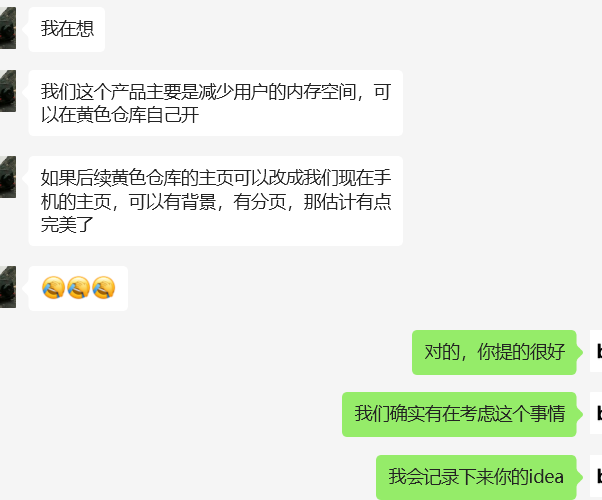 我在想
我们这个产品主要是减少用户的内存空间，可
以在黄色仓库自己开
如果后续黄色仓库的主页可以改成我们现在手
机的主页，可以有背景，有分页，那估计有点
完美了
对的，你提的很好
我们确实有在考虑这个事情
我会记录下来你的idea